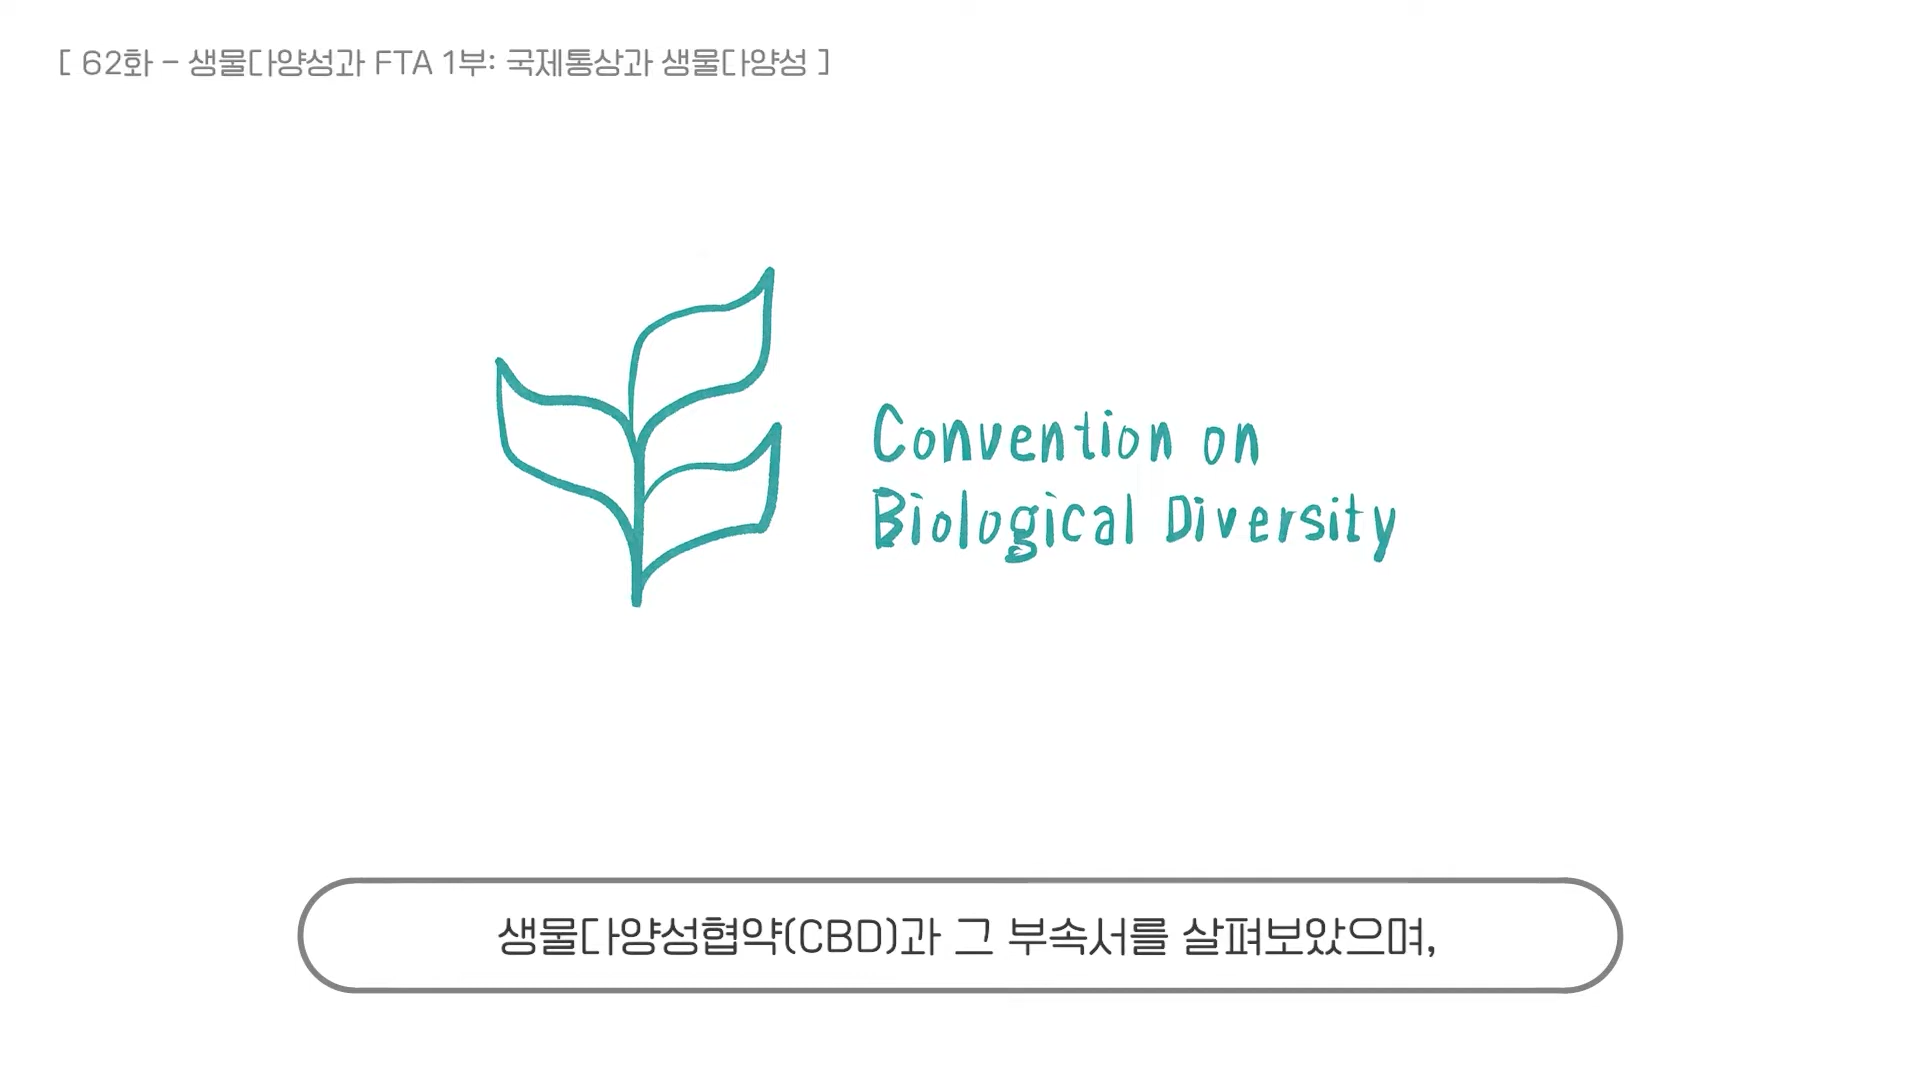 [ 62화 - 생물다양성과 FTA 1부: 국제통상과 생물다양성 ]
Convention on
Biological Diversity
생물다양성협약(CBD)과 그 부속서를 살펴보았으며,